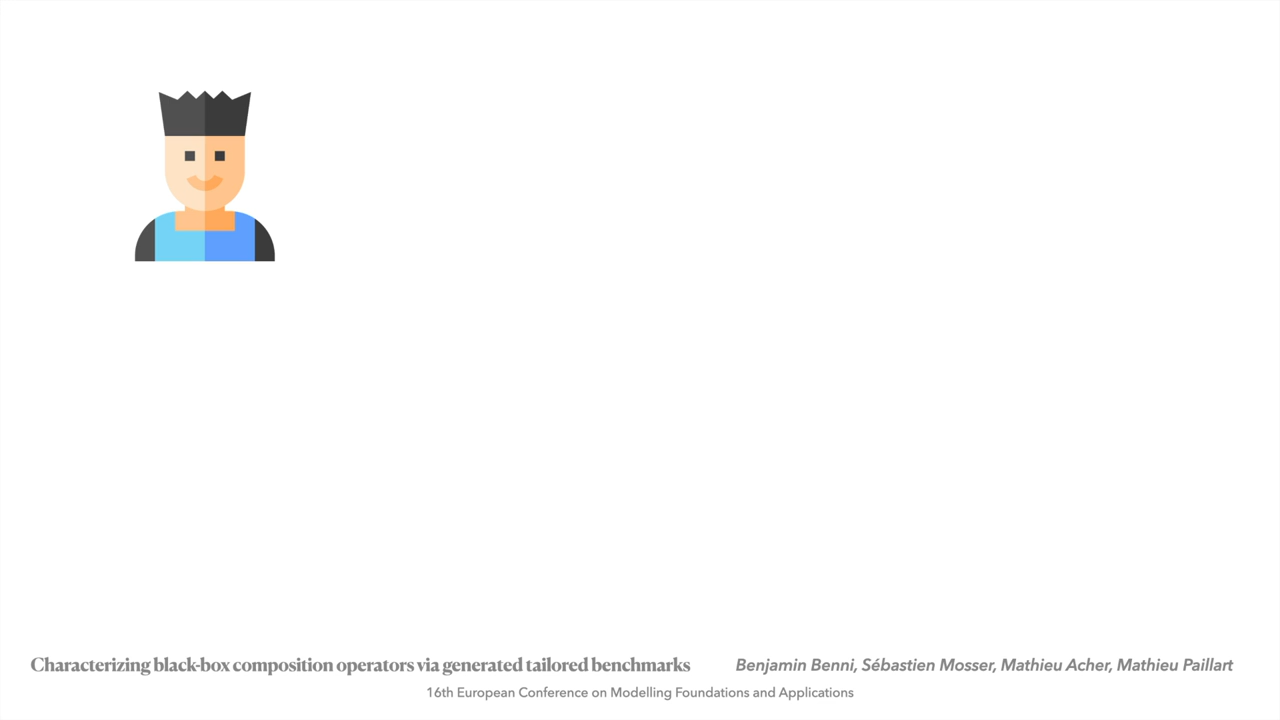 Characterizing black-box composition operators via generated tailored benchmarks
Benjamin Benni, Sébastien Mosser, Mathieu Acher, Mathieu Paillart
16th European Conference on Modelling Foundations and Applications